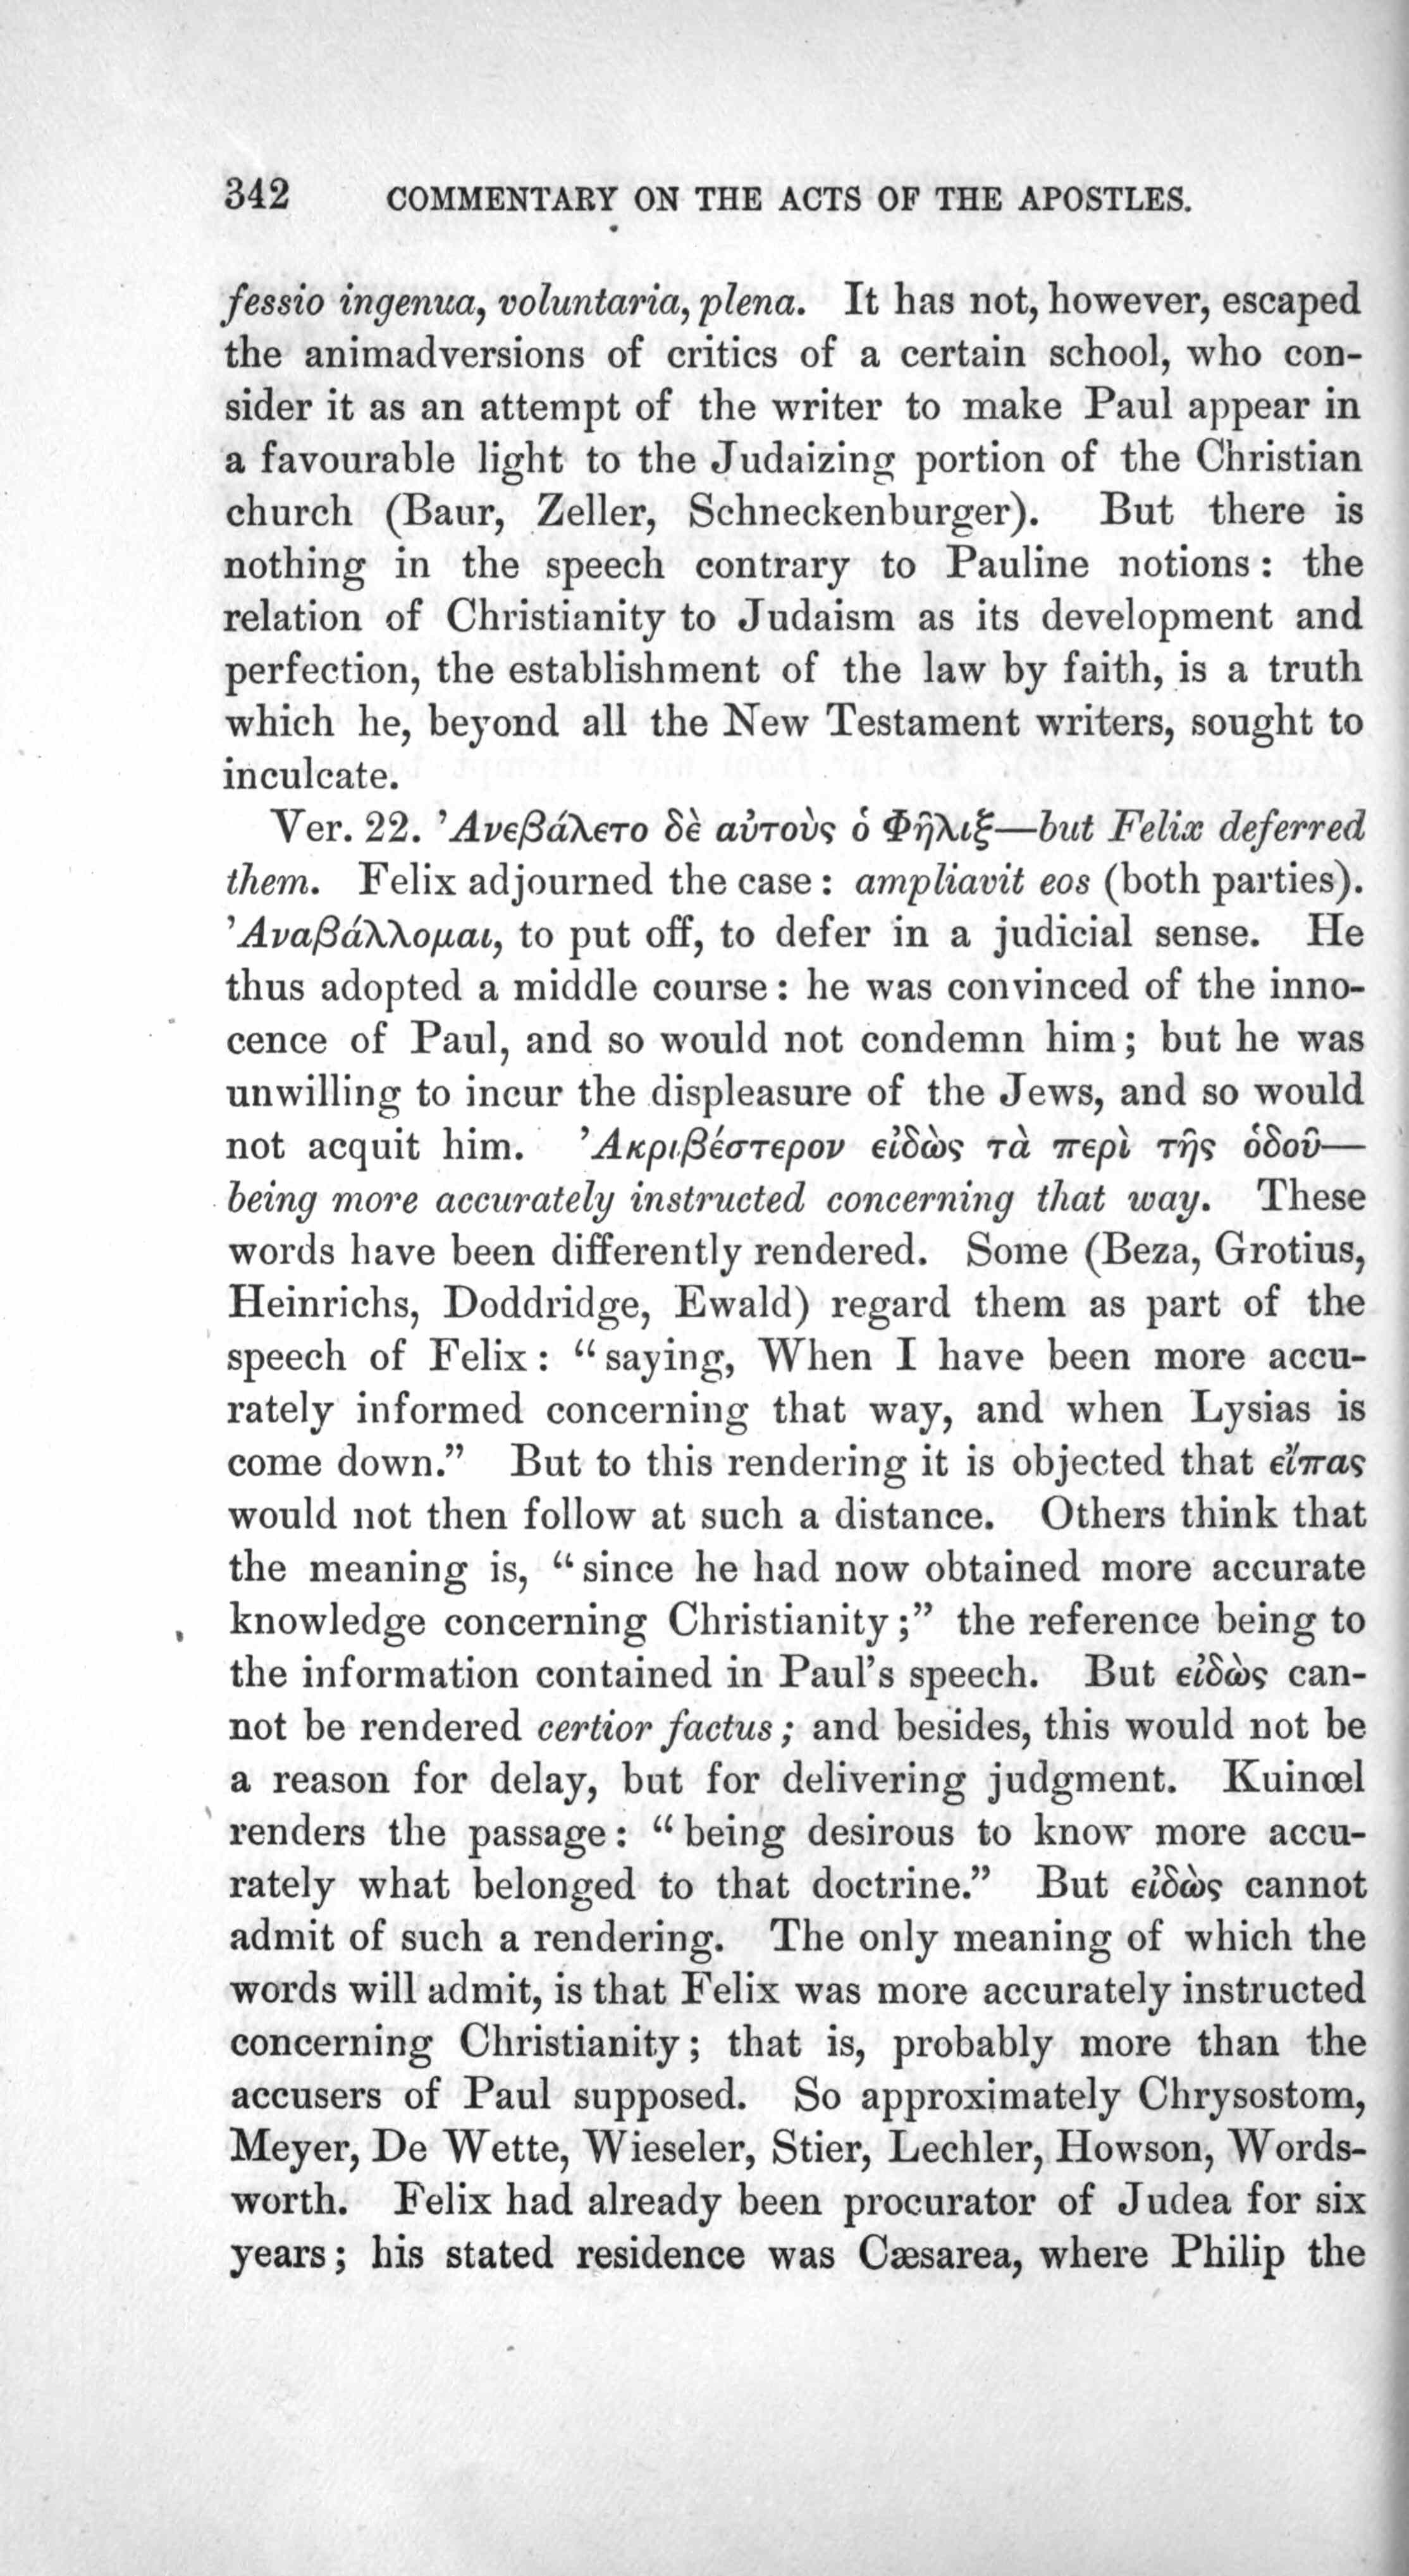 342 COMMENTARY ON THE ACTS OF THE APOSTLES.
fessio ingenua, voluntaria, plena. It has not, however, escaped
the animadversions of critics of a certain school, who con-
sider it as an attempt of the writer to make Paul appear in
a favourable light to the Judaizing portion of the Christian
church (Baur, Zeller, Schneckenburger). But there is
nothing in the speech contrary to Pauline notions: the
relation of Christianity to Judaism as its development and
perfection, the establishment of the law by faith, is a truth
which he, beyond all the New Testament writers, sought to
inculcate.
Ver. 22. Ἀνεβάλετο δὲ αὐτοὺς ὁ Φῆλιξ—but Felix deferred
them. Felix adjourned the case: ampliavit eos (both parties).
Ἀναβάλλομαι, to put off, to defer in a judicial sense. He
thus adopted a middle course: he was convinced of the inno-
cence of Paul, and so would not condemn him; but he was
unwilling to incur the displeasure of the Jews, and so would
not acquit him. Ἀκριβέστερον εἰδὼς τὰ περὶ τῆς ὁδοῦ—
being more accurately instructed concerning that way. These
words have been differently rendered. Some (Beza, Grotius,
Heinrichs, Doddridge, Ewald) regard them as part of the
speech of Felix: “saying, When I have been more accu-
rately informed concerning that way, and when Lysias is
come down.” But to this rendering it is objected that εἴπας
would not then follow at such a distance. Others think that
the meaning is, “since he had now obtained more accurate
knowledge concerning Christianity;” the reference being to
the information contained in Paul’s speech. But εἰδὼς can-
not be rendered certior factus; and besides, this would not be
a reason for delay, but for delivering judgment. Kuinœl
renders the passage: “being desirous to know more accu-
rately what belonged to that doctrine.” But εἰδὼς cannot
admit of such a rendering. The only meaning of which the
words will admit, is that Felix was more accurately instructed
concerning Christianity; that is, probably more than the
accusers of Paul supposed. So approximately Chrysostom,
Meyer, De Wette, Wieseler, Stier, Lechler, Howson, Words-
worth. Felix had already been procurator of Judea for six
years; his stated residence was Cæsarea, where Philip the